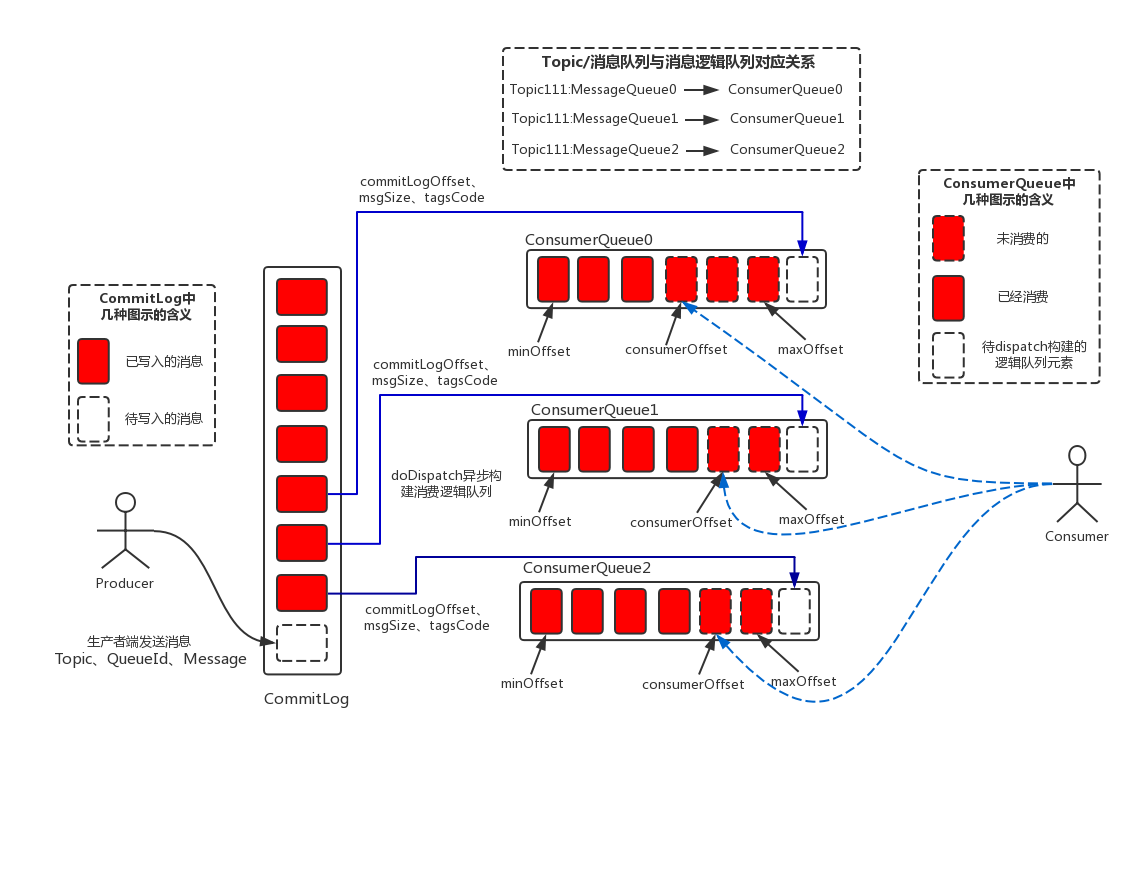 Topic/消息队列与消息逻辑队列对应关系
Topic111:MessageQueue0 ConsumerQueue0
Topic111:MessageQueue1 ConsumerQueue1
Topic111:MessageQueue2 ConsumerQueue2
ConsumerQueue中
几种图示的含义
未消费的
已经消费
待dispatch构建的
逻辑队列元素
commitLogOffset、
msgSize、tagsCode
ConsumerQueue0
minOffset
consumerOffset
maxOffset
CommitLog中
几种图示的含义
已写入的消息
待写入的消息
commitLogOffset、
msgSize、tagsCode
ConsumerQueue1
doDispatch异步构
建消费逻辑队列
minOffset
consumerOffset
maxOffset
Consumer
Producer
ConsumerQueue2
commitLogOffset、
msgSize、tagsCode
minOffset
consumerOffset
maxOffset
生产者端发送消息
Topic、QueueId、Message
CommitLog